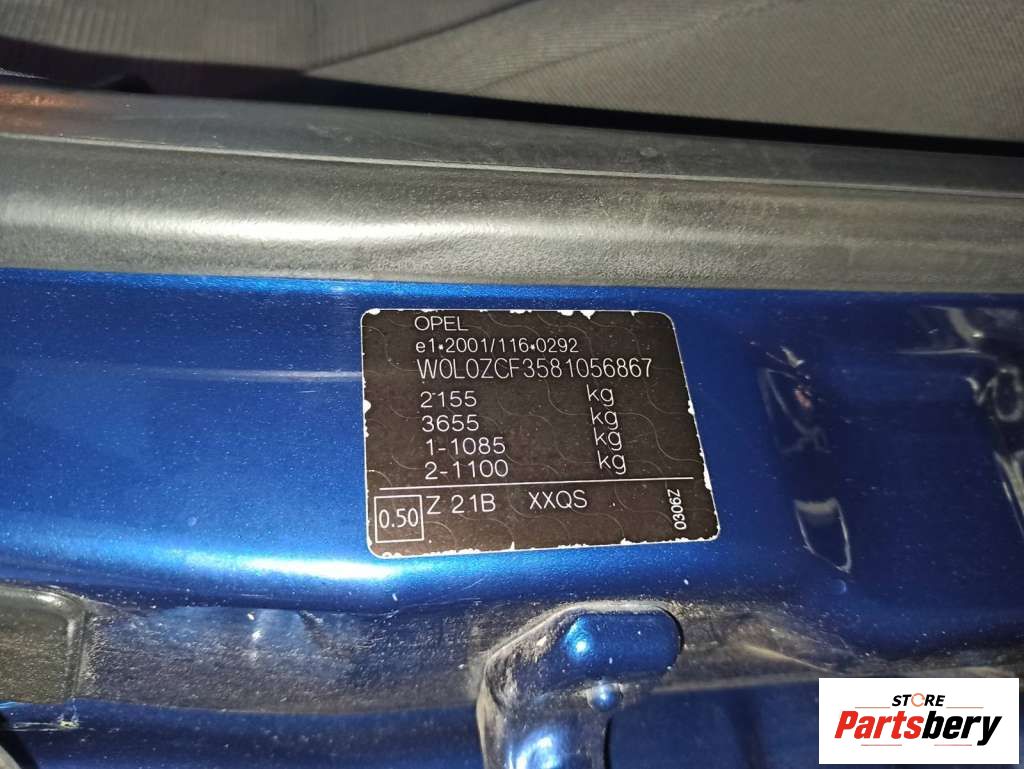 OPEL
e1•2001/116•0292
W0L0ZCF3581056867
2155 kg
3655 kg
1-1085 kg
2-1100 kg
0.50 Z 21B XXQS
0306Z
STORE
Partsbery